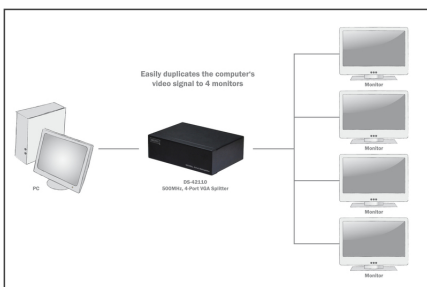 Easily duplicates the computer's
video signal to 4 monitors
PC
DS-42110
500MHz, 4-Port VGA Splitter
Monitor
Monitor
Monitor
Monitor